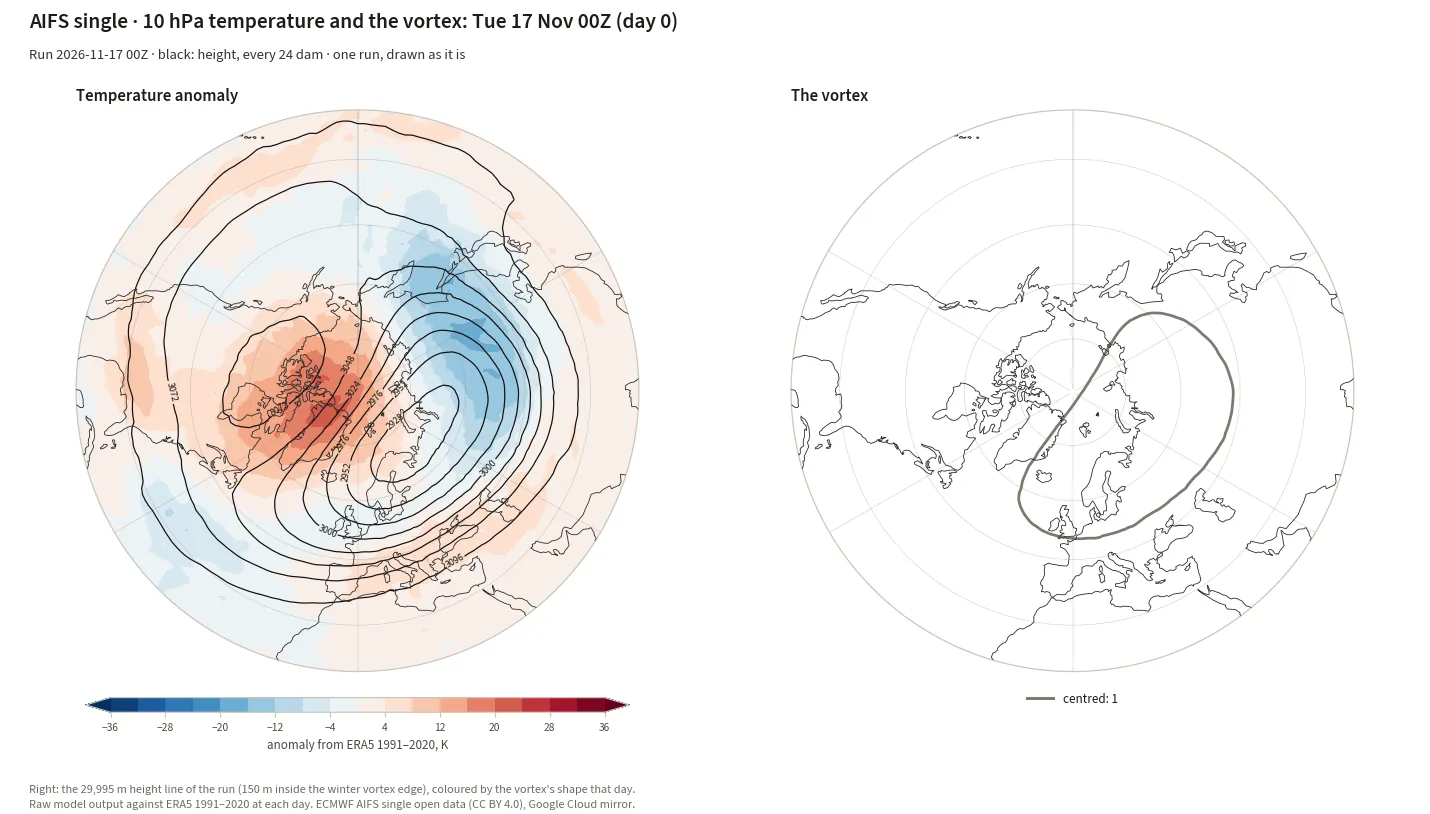 AIFS single · 10 hPa temperature and the vortex: Tue 17 Nov 00Z (day 0)
Run 2026-11-17 00Z · black: height, every 24 dam · one run, drawn as it is
Temperature anomaly
The vortex
3048
3024
3072
2976
2928
2976
2952
3000
3000
3096
centred: 1
−36 −28 −20 −12 −4 4 12 20 28 36
anomaly from ERA5 1991–2020, K
Right: the 29,995 m height line of the run (150 m inside the winter vortex edge), coloured by the vortex's shape that day.
Raw model output against ERA5 1991–2020 at each day. ECMWF AIFS single open data (CC BY 4.0), Google Cloud mirror.